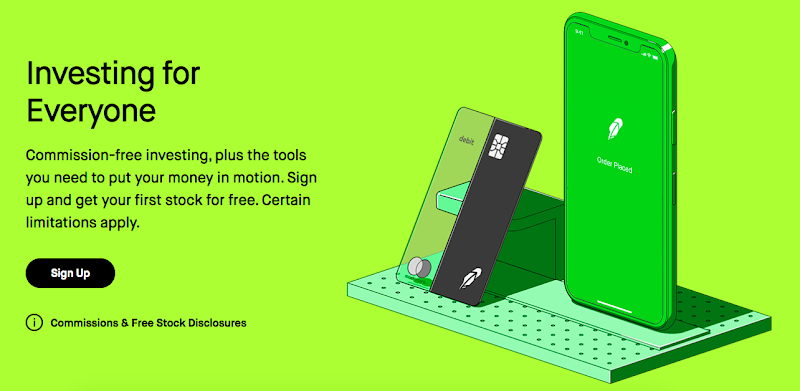 Investing for
Everyone
Commission-free investing, plus the tools
you need to put your money in motion. Sign
up and get your first stock for free. Certain
limitations apply.
Sign Up
Commissions & Free Stock Disclosures
debit
9:41
Order Placed